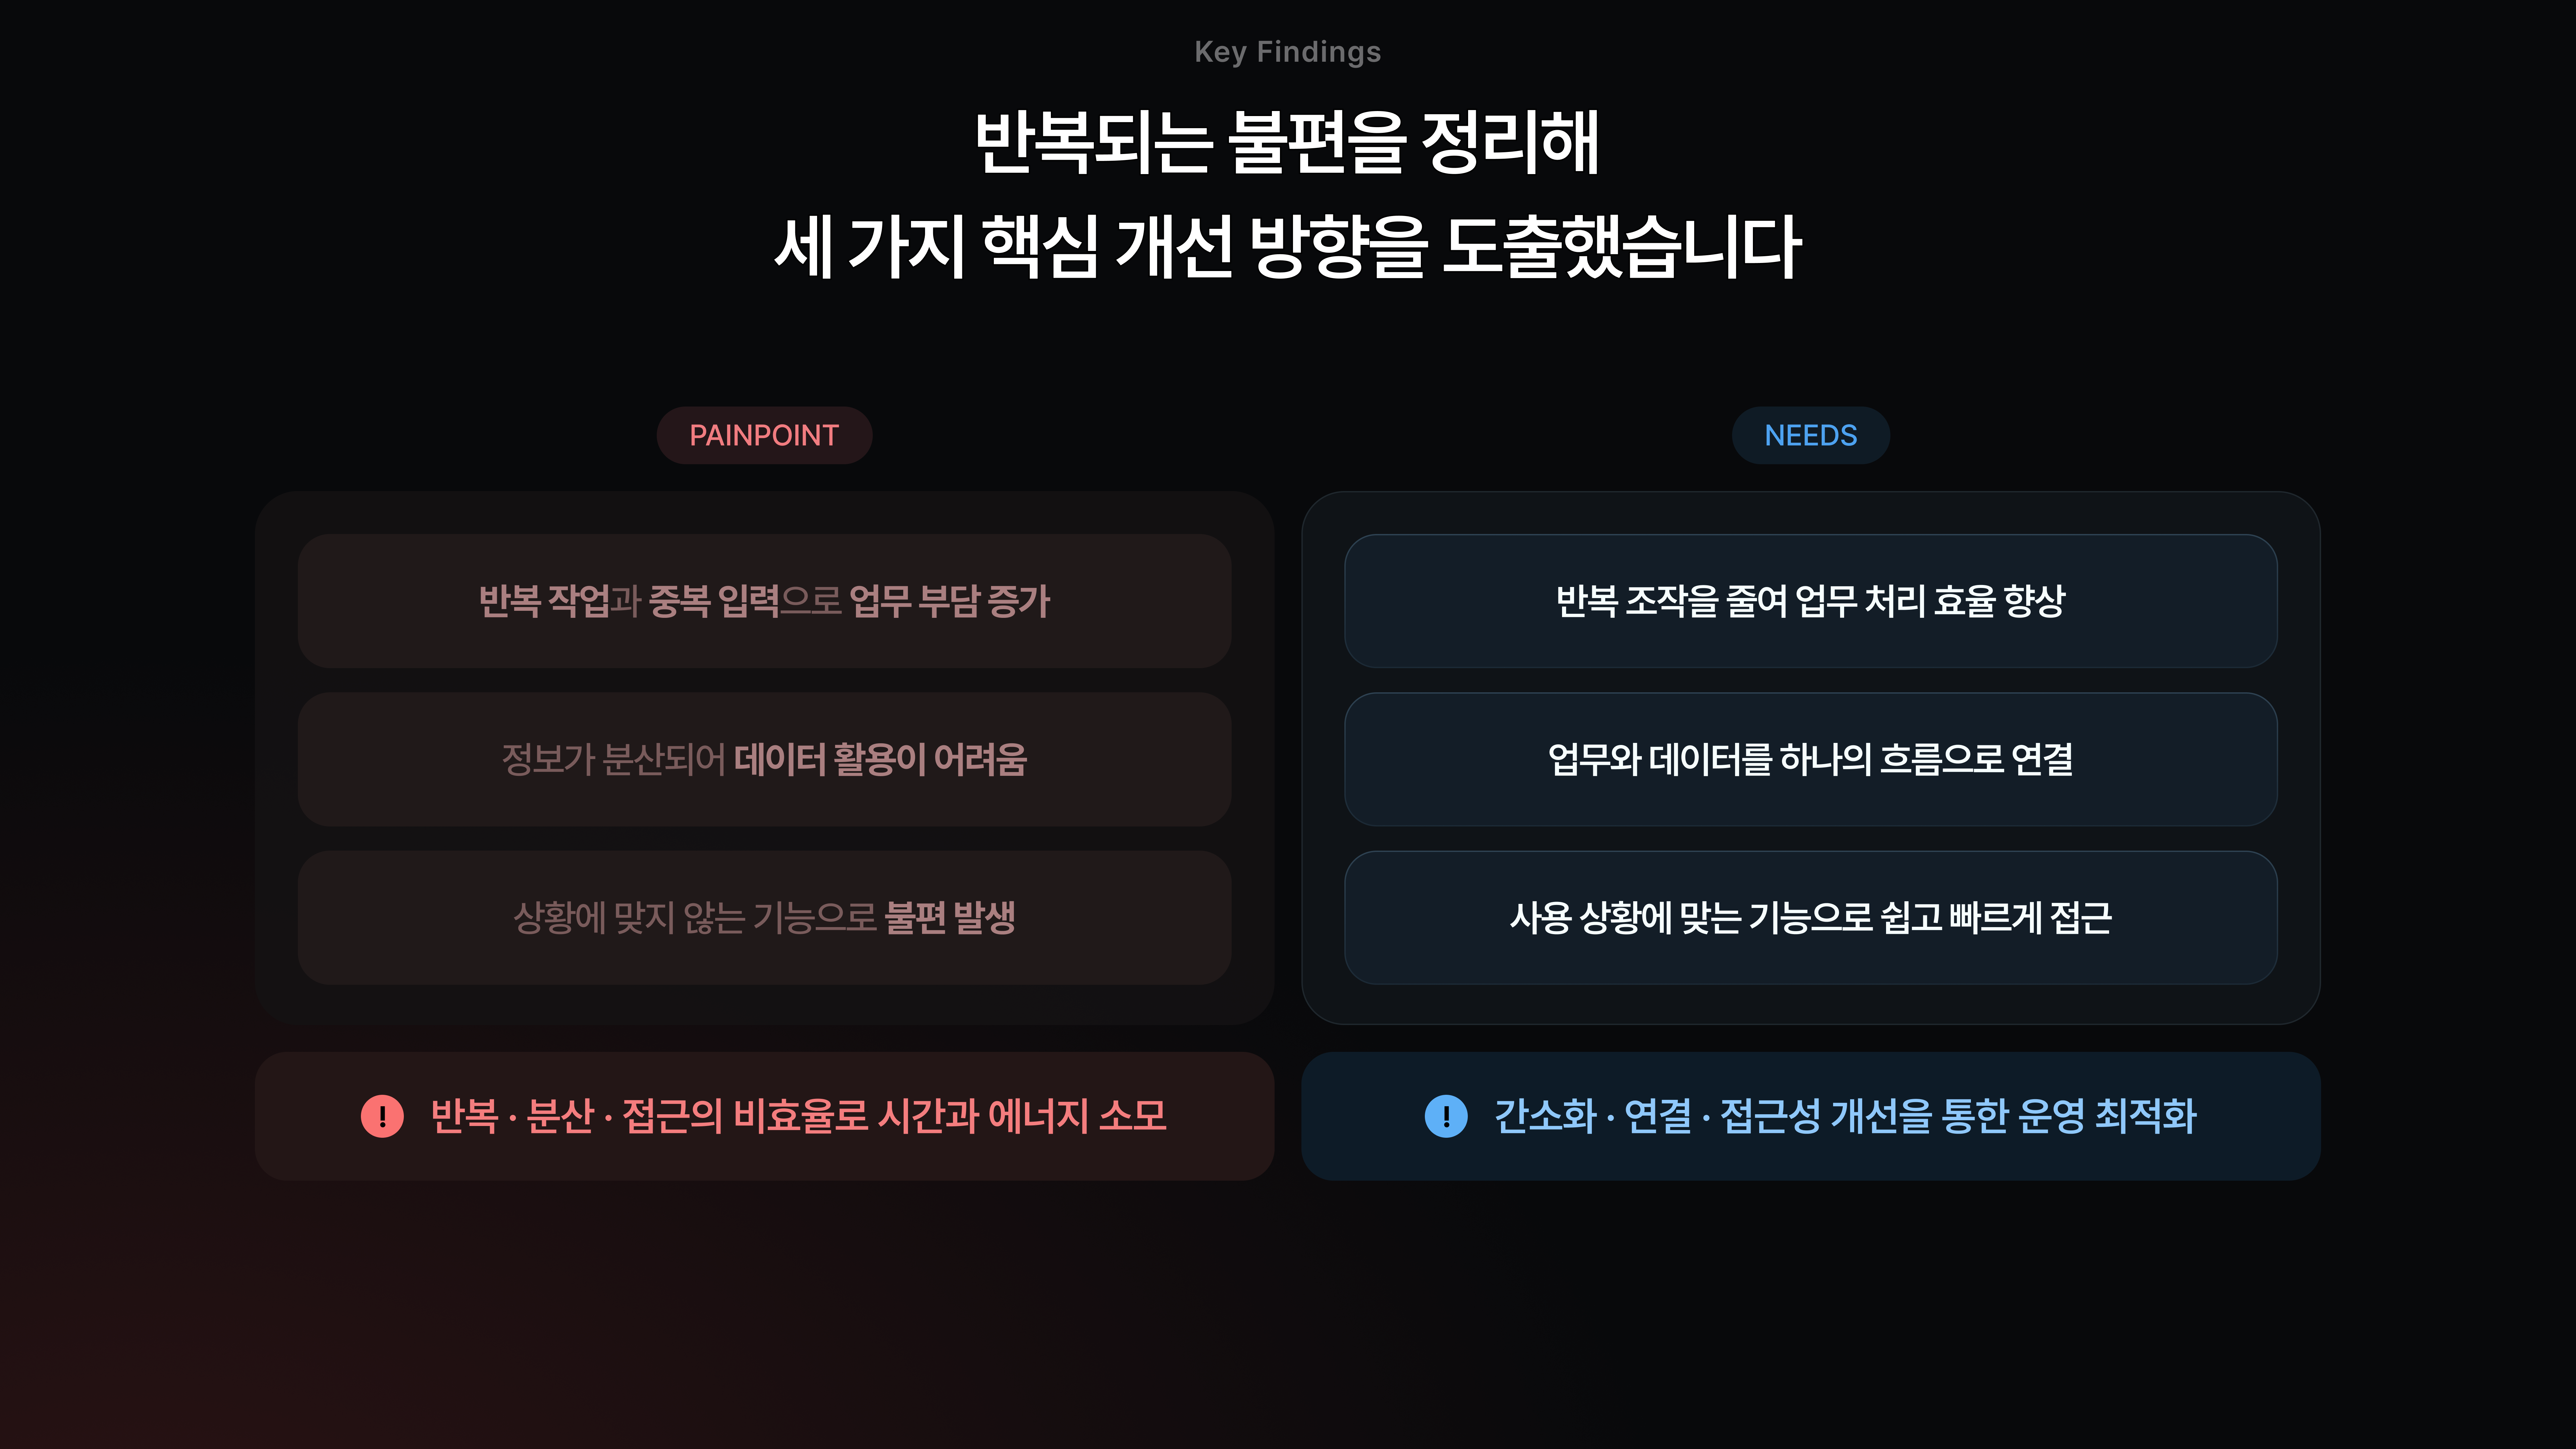 Key Findings
반복되는 불편을 정리해
세 가지 핵심 개선 방향을 도출했습니다
PAINPOINT
반복 작업과 중복 입력으로 업무 부담 증가
정보가 분산되어 데이터 활용이 어려움
상황에 맞지 않는 기능으로 불편 발생
반복 · 분산 · 접근의 비효율로 시간과 에너지 소모
NEEDS
반복 조작을 줄여 업무 처리 효율 향상
업무와 데이터를 하나의 흐름으로 연결
사용 상황에 맞는 기능으로 쉽고 빠르게 접근
간소화 · 연결 · 접근성 개선을 통한 운영 최적화